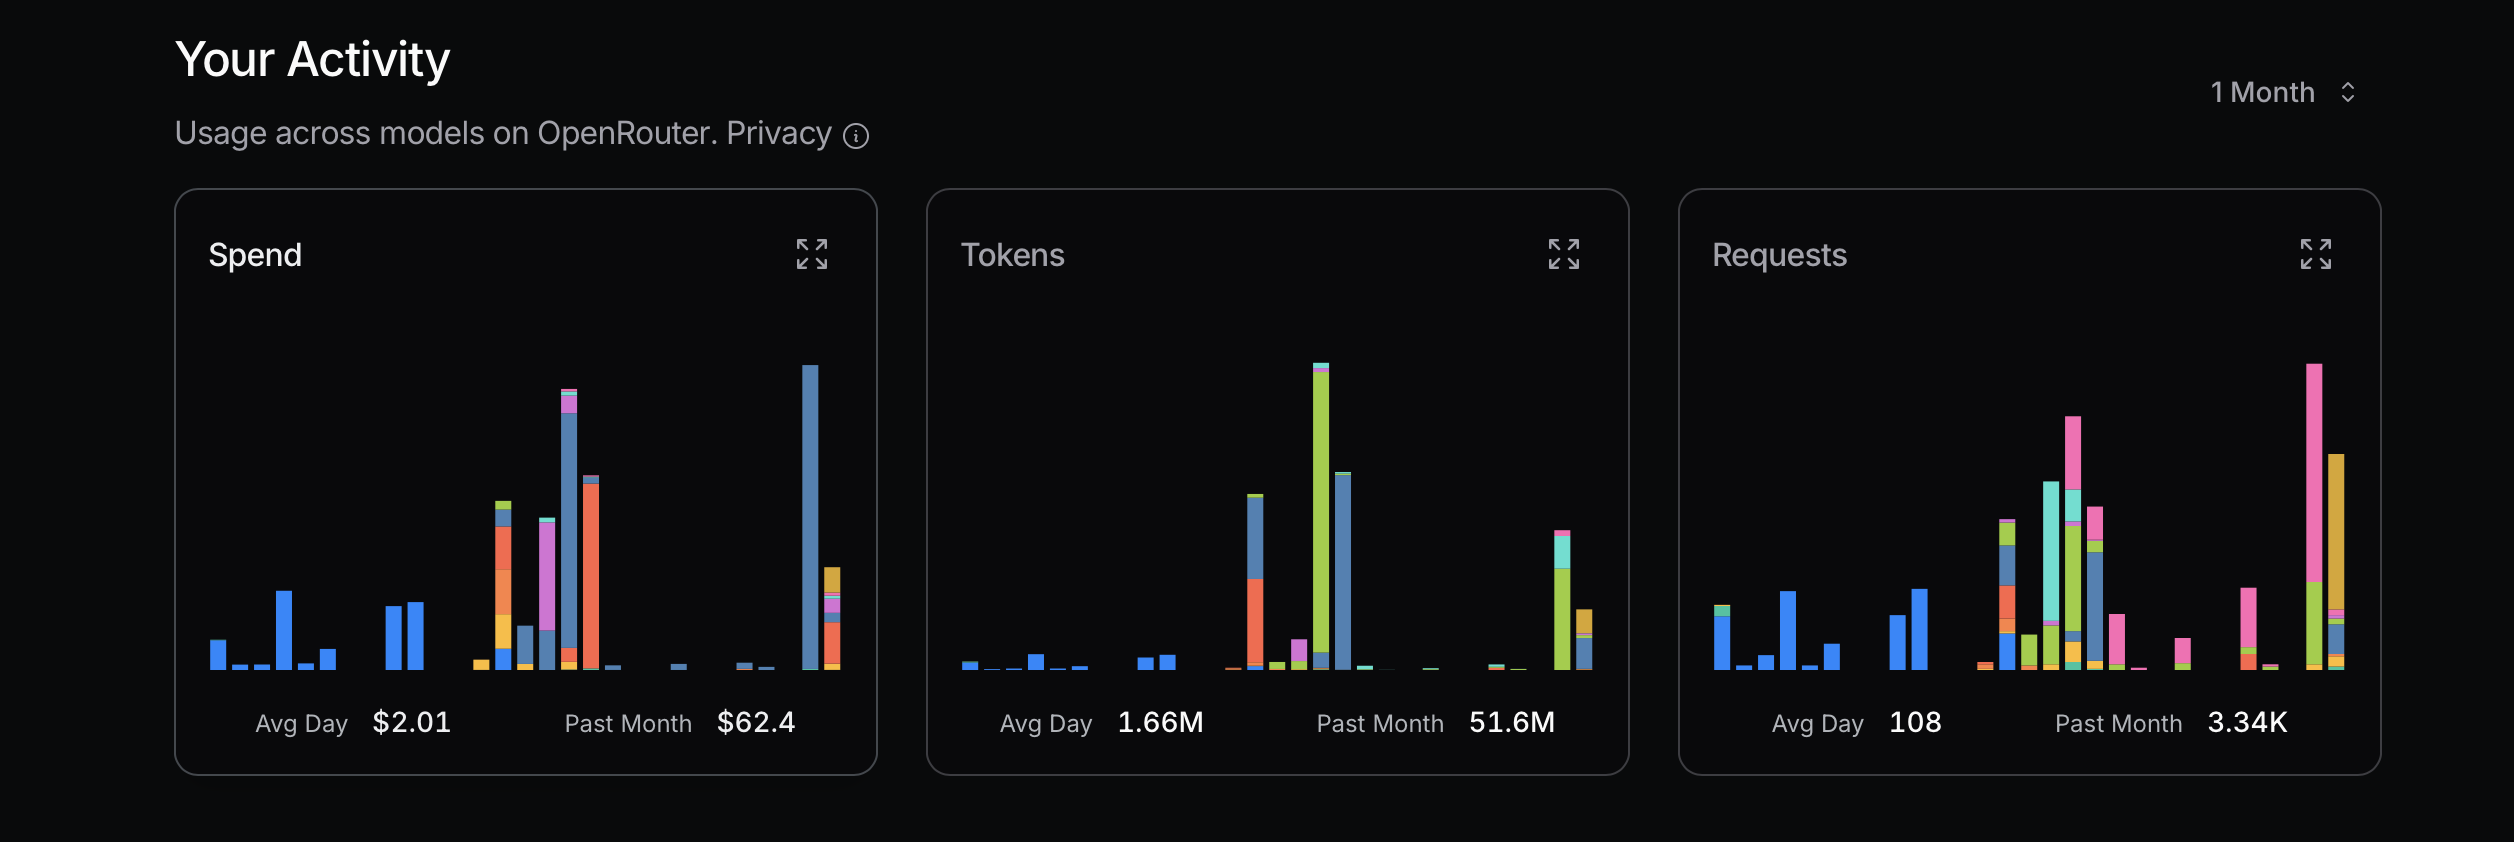 Your Activity
1 Month
Usage across models on OpenRouter. Privacy
Spend
Tokens
Requests
Avg Day $2.01 Past Month $62.4
Avg Day 1.66M Past Month 51.6M
Avg Day 108 Past Month 3.34K